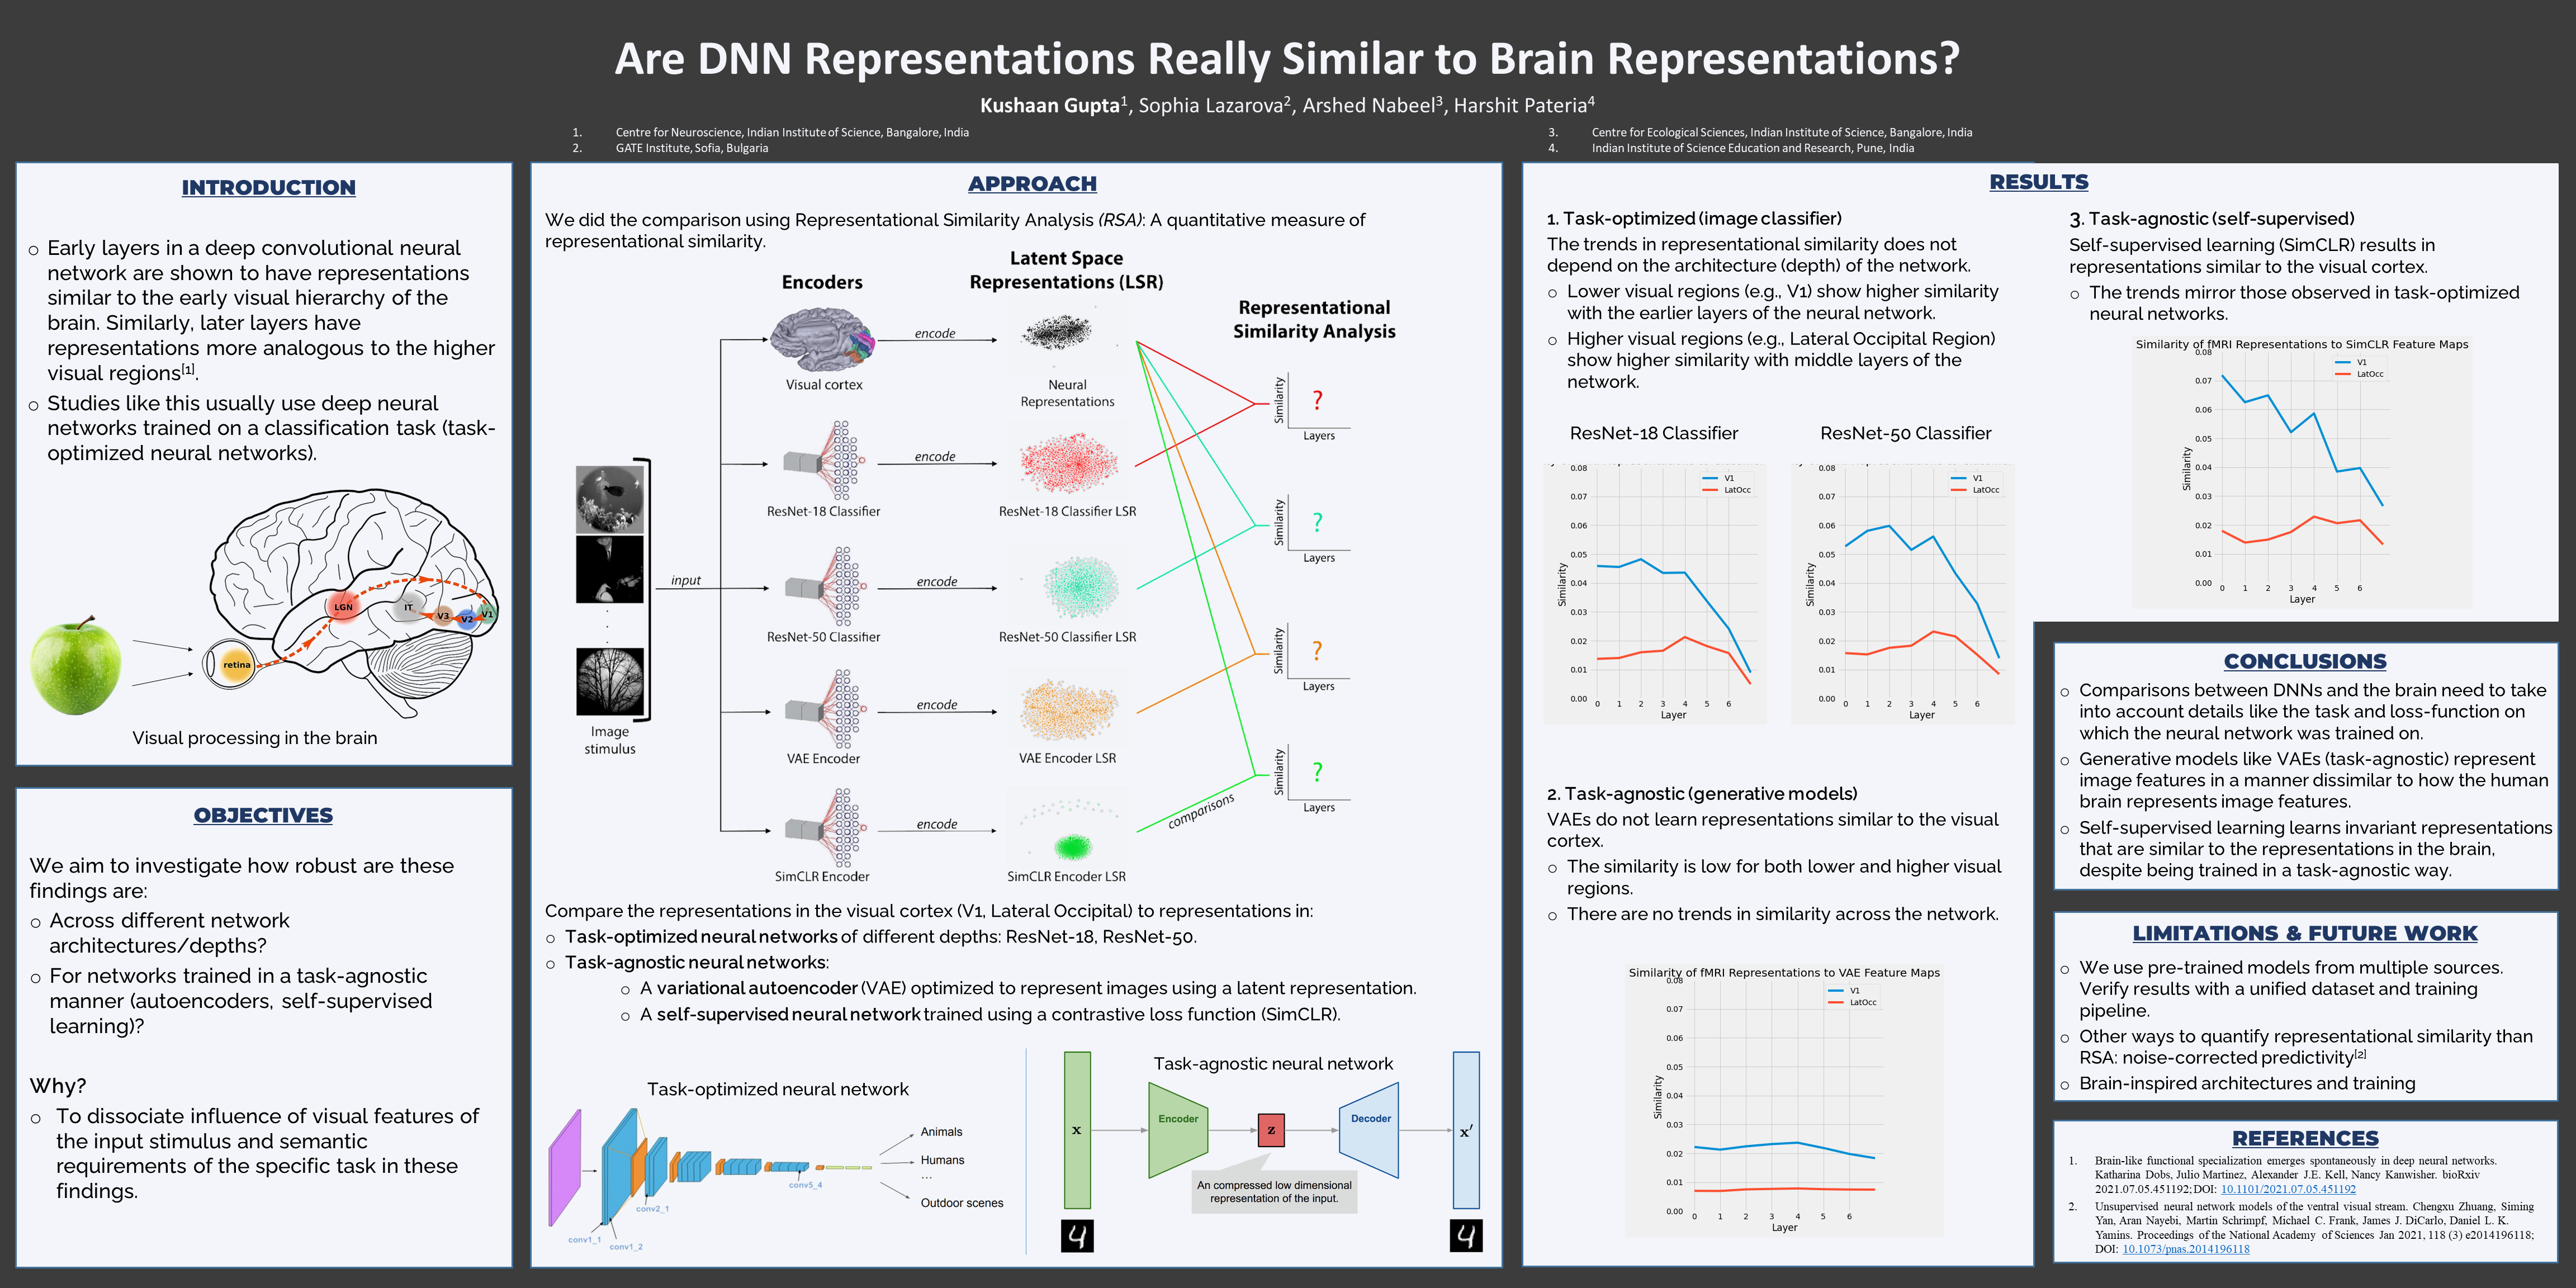 Are DNN Representations Really Similar to Brain Representations?
Kushaan Gupta1, Sophia Lazarova2, Arshed Nabeel3, Harshit Pateria4
1. Centre for Neuroscience, Indian Institute of Science, Bangalore, India
2. GATE Institute, Sofia, Bulgaria
3. Centre for Ecological Sciences, Indian Institute of Science, Bangalore, India
4. Indian Institute of Science Education and Research, Pune, India
INTRODUCTION
o Early layers in a deep convolutional neural
network are shown to have representations
similar to the early visual hierarchy of the
brain. Similarly, later layers have
representations more analogous to the higher
visual regions[1].
o Studies like this usually use deep neural
networks trained on a classification task (task-
optimized neural networks).
LGN
IT
V3
V2
V1
retina
Visual processing in the brain
OBJECTIVES
We aim to investigate how robust are these
findings are:
o Across different network
architectures/depths?
o For networks trained in a task-agnostic
manner (autoencoders, self-supervised
learning)?
Why?
o To dissociate influence of visual features of
the input stimulus and semantic
requirements of the specific task in these
findings.
APPROACH
We did the comparison using Representational Similarity Analysis (RSA): A quantitative measure of
representational similarity.
Encoders
Latent Space
Representations (LSR)
Representational
Similarity Analysis
Image
stimulus
input
Visual cortex
encode
Neural
Representations
ResNet-18 Classifier
encode
ResNet-18 Classifier LSR
ResNet-50 Classifier
encode
ResNet-50 Classifier LSR
VAE Encoder
encode
VAE Encoder LSR
SimCLR Encoder
encode
SimCLR Encoder LSR
comparisons
Similarity
?
Layers
Similarity
?
Layers
Similarity
?
Layers
Similarity
?
Layers
Compare the representations in the visual cortex (V1, Lateral Occipital) to representations in:
o Task-optimized neural networks of different depths: ResNet-18, ResNet-50.
o Task-agnostic neural networks:
o A variational autoencoder (VAE) optimized to represent images using a latent representation.
o A self-supervised neural network trained using a contrastive loss function (SimCLR).
Task-optimized neural network
conv1_1
conv1_2
conv2_1
conv5_4
Animals
Humans
...
Outdoor scenes
Task-agnostic neural network
x
Encoder
z
Decoder
x′
An compressed low dimensional
representation of the input.
4
4
RESULTS
1. Task-optimized (image classifier)
The trends in representational similarity does not
depend on the architecture (depth) of the network.
o Lower visual regions (e.g., V1) show higher similarity
with the earlier layers of the neural network.
o Higher visual regions (e.g., Lateral Occipital Region)
show higher similarity with middle layers of the
network.
ResNet-18 Classifier
0.08
0.07
0.06
0.05
0.04
0.03
0.02
0.01
0.00
Similarity
V1
LatOcc
0 1 2 3 4 5 6
Layer
ResNet-50 Classifier
0.08
0.07
0.06
0.05
0.04
0.03
0.02
0.01
0.00
Similarity
V1
LatOcc
0 1 2 3 4 5 6
Layer
2. Task-agnostic (generative models)
VAEs do not learn representations similar to the visual
cortex.
o The similarity is low for both lower and higher visual
regions.
o There are no trends in similarity across the network.
Similarity of fMRI Representations to VAE Feature Maps
0.08
0.07
0.06
0.05
0.04
0.03
0.02
0.01
0.00
Similarity
V1
LatOcc
0 1 2 3 4 5 6
Layer
3. Task-agnostic (self-supervised)
Self-supervised learning (SimCLR) results in
representations similar to the visual cortex.
o The trends mirror those observed in task-optimized
neural networks.
Similarity of fMRI Representations to SimCLR Feature Maps
0.08
0.07
0.06
0.05
0.04
0.03
0.02
0.01
0.00
Similarity
V1
LatOcc
0 1 2 3 4 5 6
Layer
CONCLUSIONS
o Comparisons between DNNs and the brain need to take
into account details like the task and loss-function on
which the neural network was trained on.
o Generative models like VAEs (task-agnostic) represent
image features in a manner dissimilar to how the human
brain represents image features.
o Self-supervised learning learns invariant representations
that are similar to the representations in the brain,
despite being trained in a task-agnostic way.
LIMITATIONS & FUTURE WORK
o We use pre-trained models from multiple sources.
Verify results with a unified dataset and training
pipeline.
o Other ways to quantify representational similarity than
RSA: noise-corrected predictivity[2]
o Brain-inspired architectures and training
REFERENCES
1. Brain-like functional specialization emerges spontaneously in deep neural networks.
Katharina Dobs, Julio Martinez, Alexander J.E. Kell, Nancy Kanwisher. bioRxiv
2021.07.05.451192; DOI: 10.1101/2021.07.05.451192
2. Unsupervised neural network models of the ventral visual stream. Chengxu Zhuang, Siming
Yan, Aran Nayebi, Martin Schrimpf, Michael C. Frank, James J. DiCarlo, Daniel L. K.
Yamins. Proceedings of the National Academy of Sciences Jan 2021, 118 (3) e2014196118;
DOI: 10.1073/pnas.2014196118